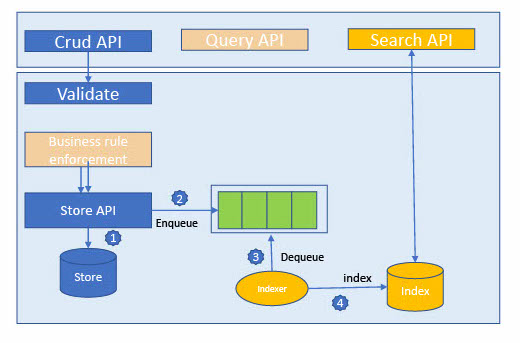 Crud API
Query API
Search API
Validate
Business rule
enforcement
Store API
2
Enqueue
1
3
Dequeue
Store
Indexer
index
4
Index